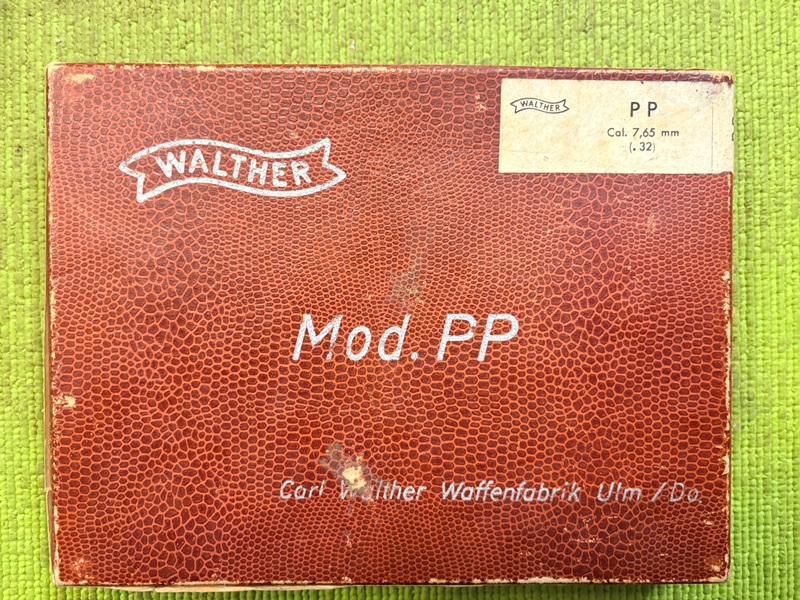 WALTHER
PP
Cal. 7,65 mm
(.32)
WALTHER
Mod. PP
Carl Walther Waffenfabrik Ulm / Do.